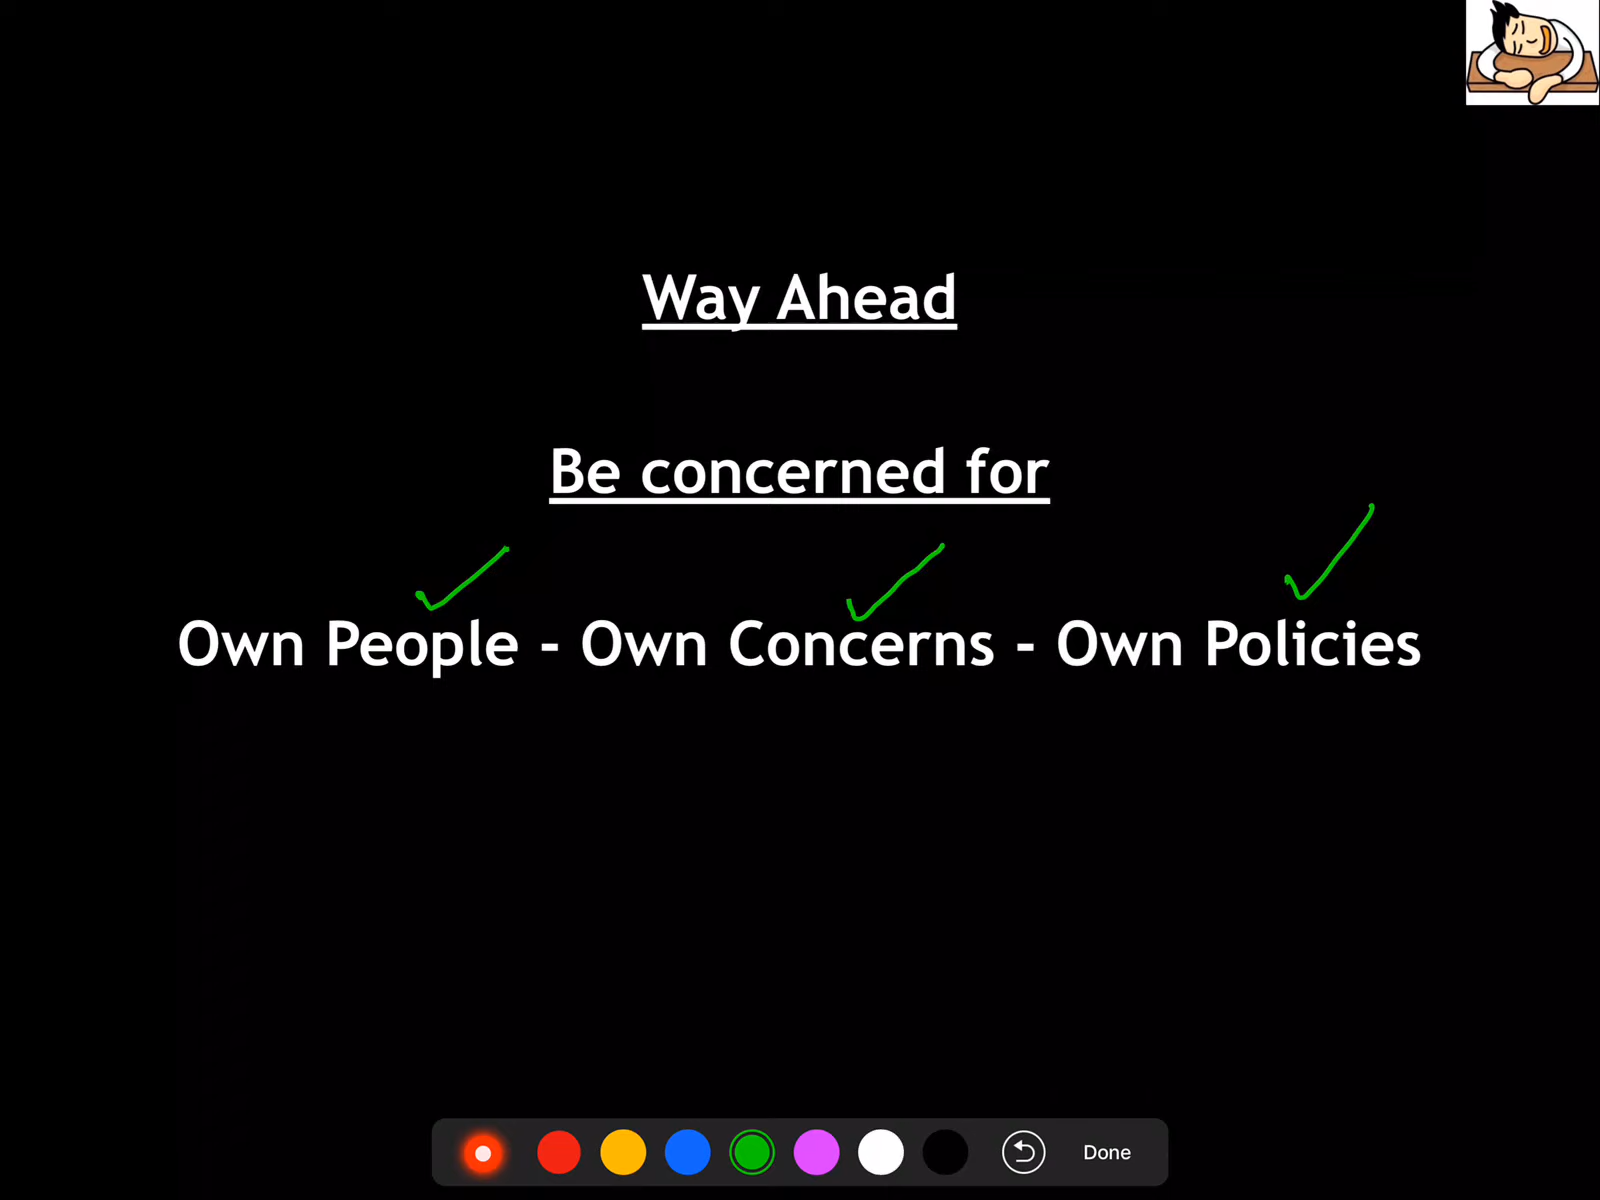 Way Ahead
Be concerned for
Own People - Own Concerns - Own Policies
Done